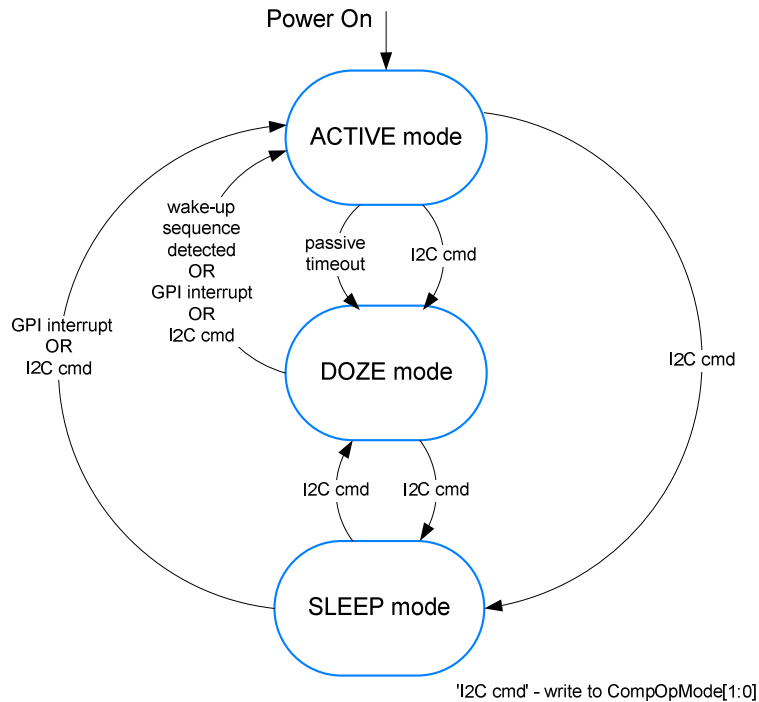 Power On
ACTIVE mode
wake-up
sequence
detected
OR
GPI interrupt
OR
I2C cmd
passive
timeout
I2C cmd
GPI interrupt
OR
I2C cmd
I2C cmd
DOZE mode
I2C cmd
I2C cmd
SLEEP mode
'I2C cmd' - write to CompOpMode[1:0]